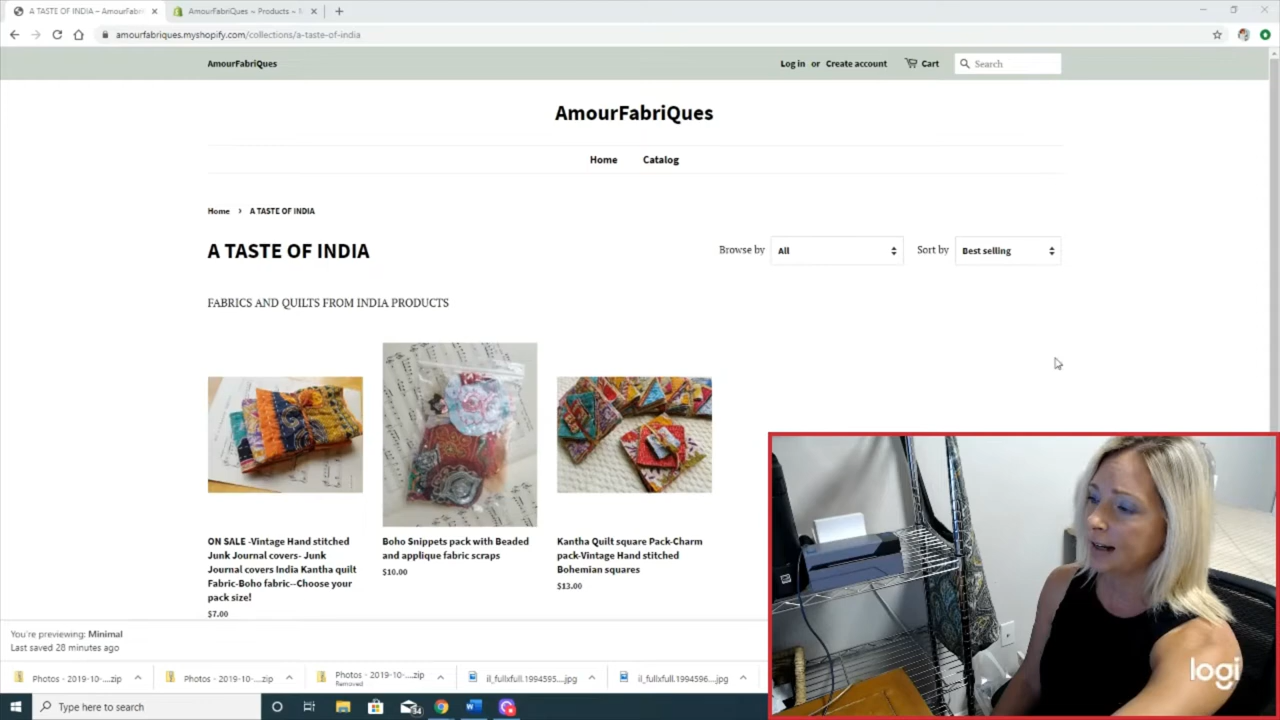 A TASTE OF INDIA – AmourFabri
AmourFabriQues ~ Products ~
amourfabriques.myshopify.com/collections/a-taste-of-india
AmourFabriQues
Log in or Create account
Cart
Search
AmourFabriQues
Home
Catalog
Home › A TASTE OF INDIA
A TASTE OF INDIA
Browse by
All
Sort by
Best selling
FABRICS AND QUILTS FROM INDIA PRODUCTS
ON SALE -Vintage Hand stitched
Junk Journal covers- Junk
Journal covers India Kantha quilt
Fabric-Boho fabric--Choose your
pack size!
$7.00
Boho Snippets pack with Beaded
and applique fabric scraps
$10.00
Kantha Quilt square Pack-Charm
pack-Vintage Hand stitched
Bohemian squares
$13.00
You're previewing: Minimal
Last saved 28 minutes ago
Photos - 2019-10-....zip
Photos - 2019-10-....zip
Photos - 2019-10-....zip
Removed
il_fullxfull.1994595....jpg
il_fullxfull.1994596....jpg
Type here to search
logi